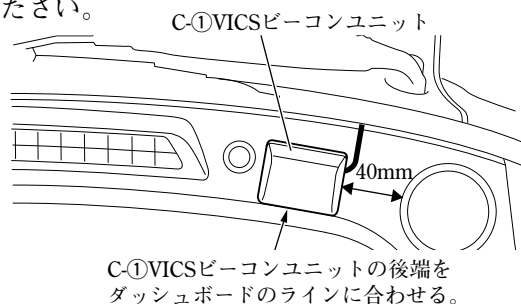 ださい。
C-①VICSビーコンユニット
40mm
C-①VICSビーコンユニットの後端を
ダッシュボードのラインに合わせる。